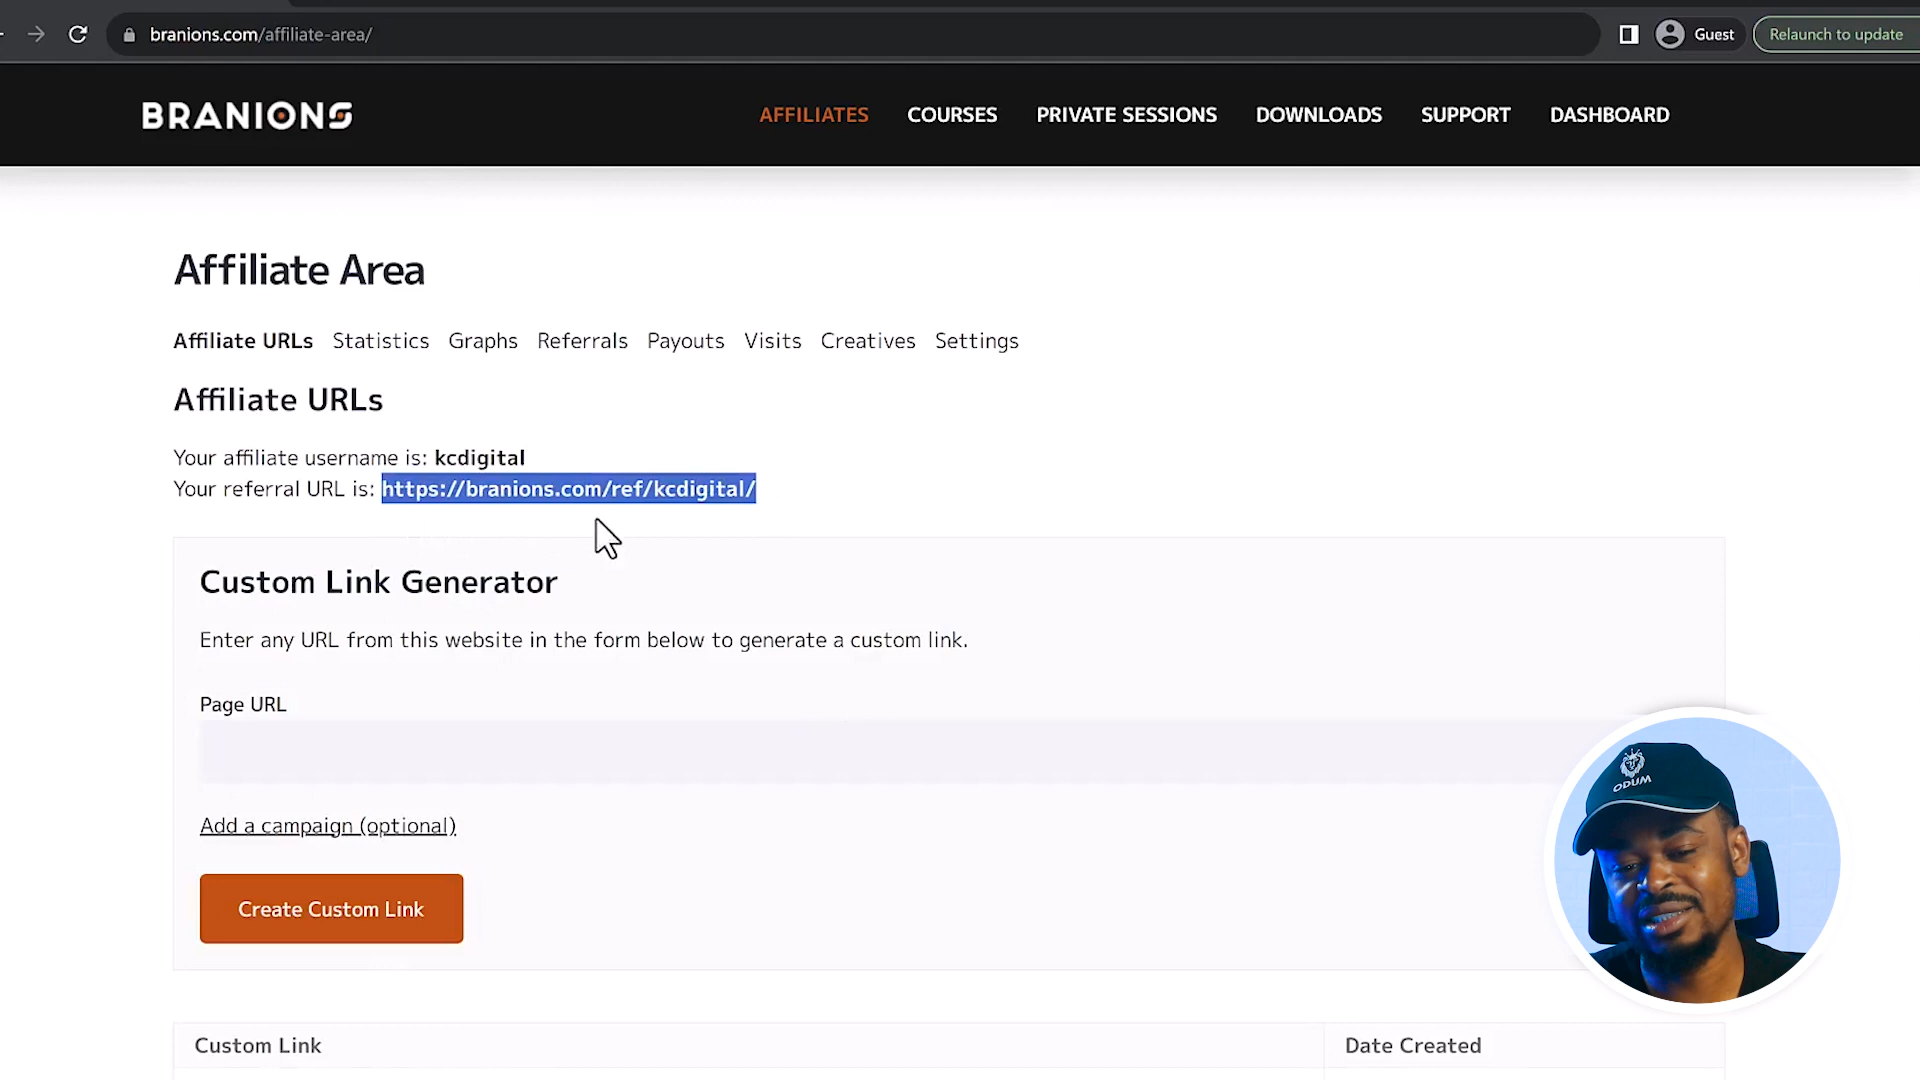 branions.com/affiliate-area/
Guest
Relaunch to update
BRANIONS
AFFILIATES COURSES PRIVATE SESSIONS DOWNLOADS SUPPORT DASHBOARD
Affiliate Area
Affiliate URLs Statistics Graphs Referrals Payouts Visits Creatives Settings
Affiliate URLs
Your affiliate username is: kcdigital
Your referral URL is: https://branions.com/ref/kcdigital/
Custom Link Generator
Enter any URL from this website in the form below to generate a custom link.
Page URL
Add a campaign (optional)
Create Custom Link
ODUM
Custom Link
Date Created